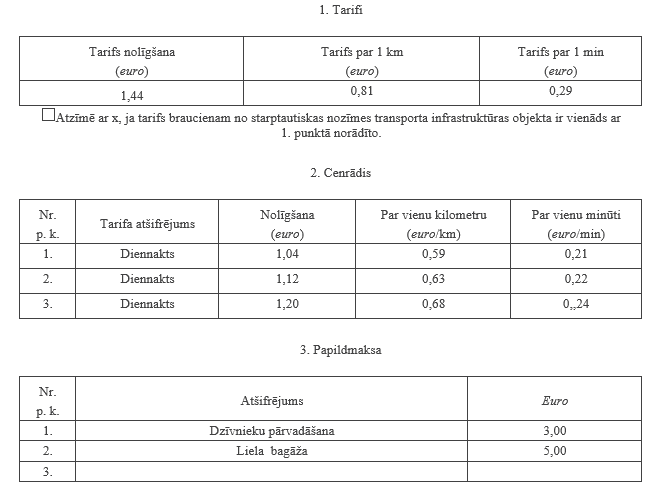 1. Tarifi
Tarifs nolīgšana Tarifs par 1 km Tarifs par 1 min
(euro) (euro) (euro)
1,44 0,81 0,29
Atzīmē ar x, ja tarifs braucienam no starptautiskas nozīmes transporta infrastruktūras objekta ir vienāds ar
1. punktā norādīto.
2. Cenrādis
Nr. Nolīgšana Par vienu kilometru Par vienu minūti
p. k. Tarifa atšifrējums (euro) (euro/km) (euro/min)
1. Diennakts 1,04 0,59 0,21
2. Diennakts 1,12 0,63 0,22
3. Diennakts 1,20 0,68 0,,24
3. Papildmaksa
Nr.
p. k. Atšifrējums Euro
1. Dzīvnieku pārvadāšana 3,00
2. Liela bagāža 5,00
3.